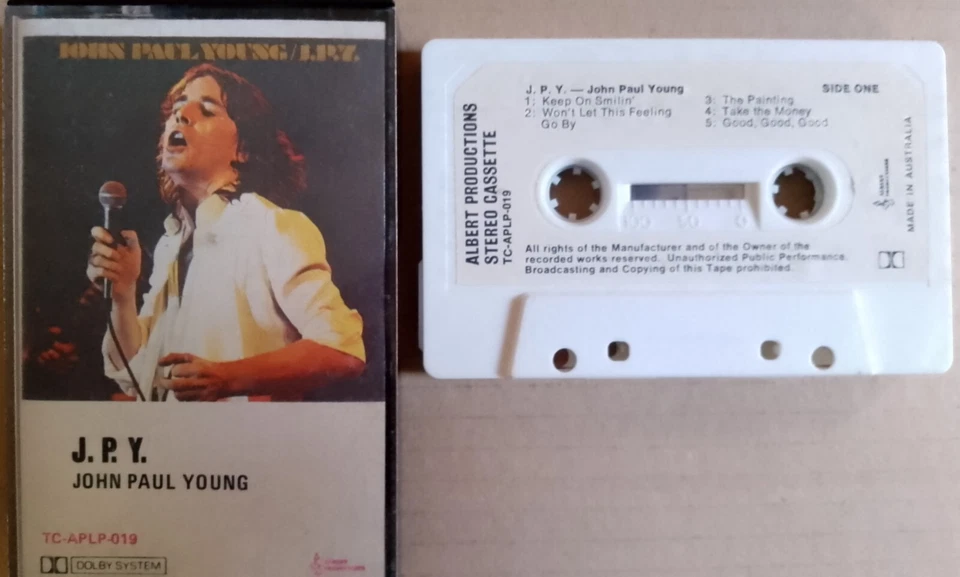 JOHN PAUL YOUNG/J.P.Y.
J. P. Y.
JOHN PAUL YOUNG
TC-APLP-019
DOLBY SYSTEM
ALBERT PRODUCTIONS
STEREO CASSETTE
TC-APLP-019
J. P. Y. — John Paul Young
SIDE ONE
1: Keep On Smilin'
2: Won't Let This Feeling
Go By
3: The Painting
4: Take the Money
5: Good, Good, Good
100 50 0
All rights of the Manufacturer and of the Owner of the
recorded works reserved. Unauthorized Public Performance,
Broadcasting and Copying of this Tape prohibited.
MADE IN AUSTRALIA